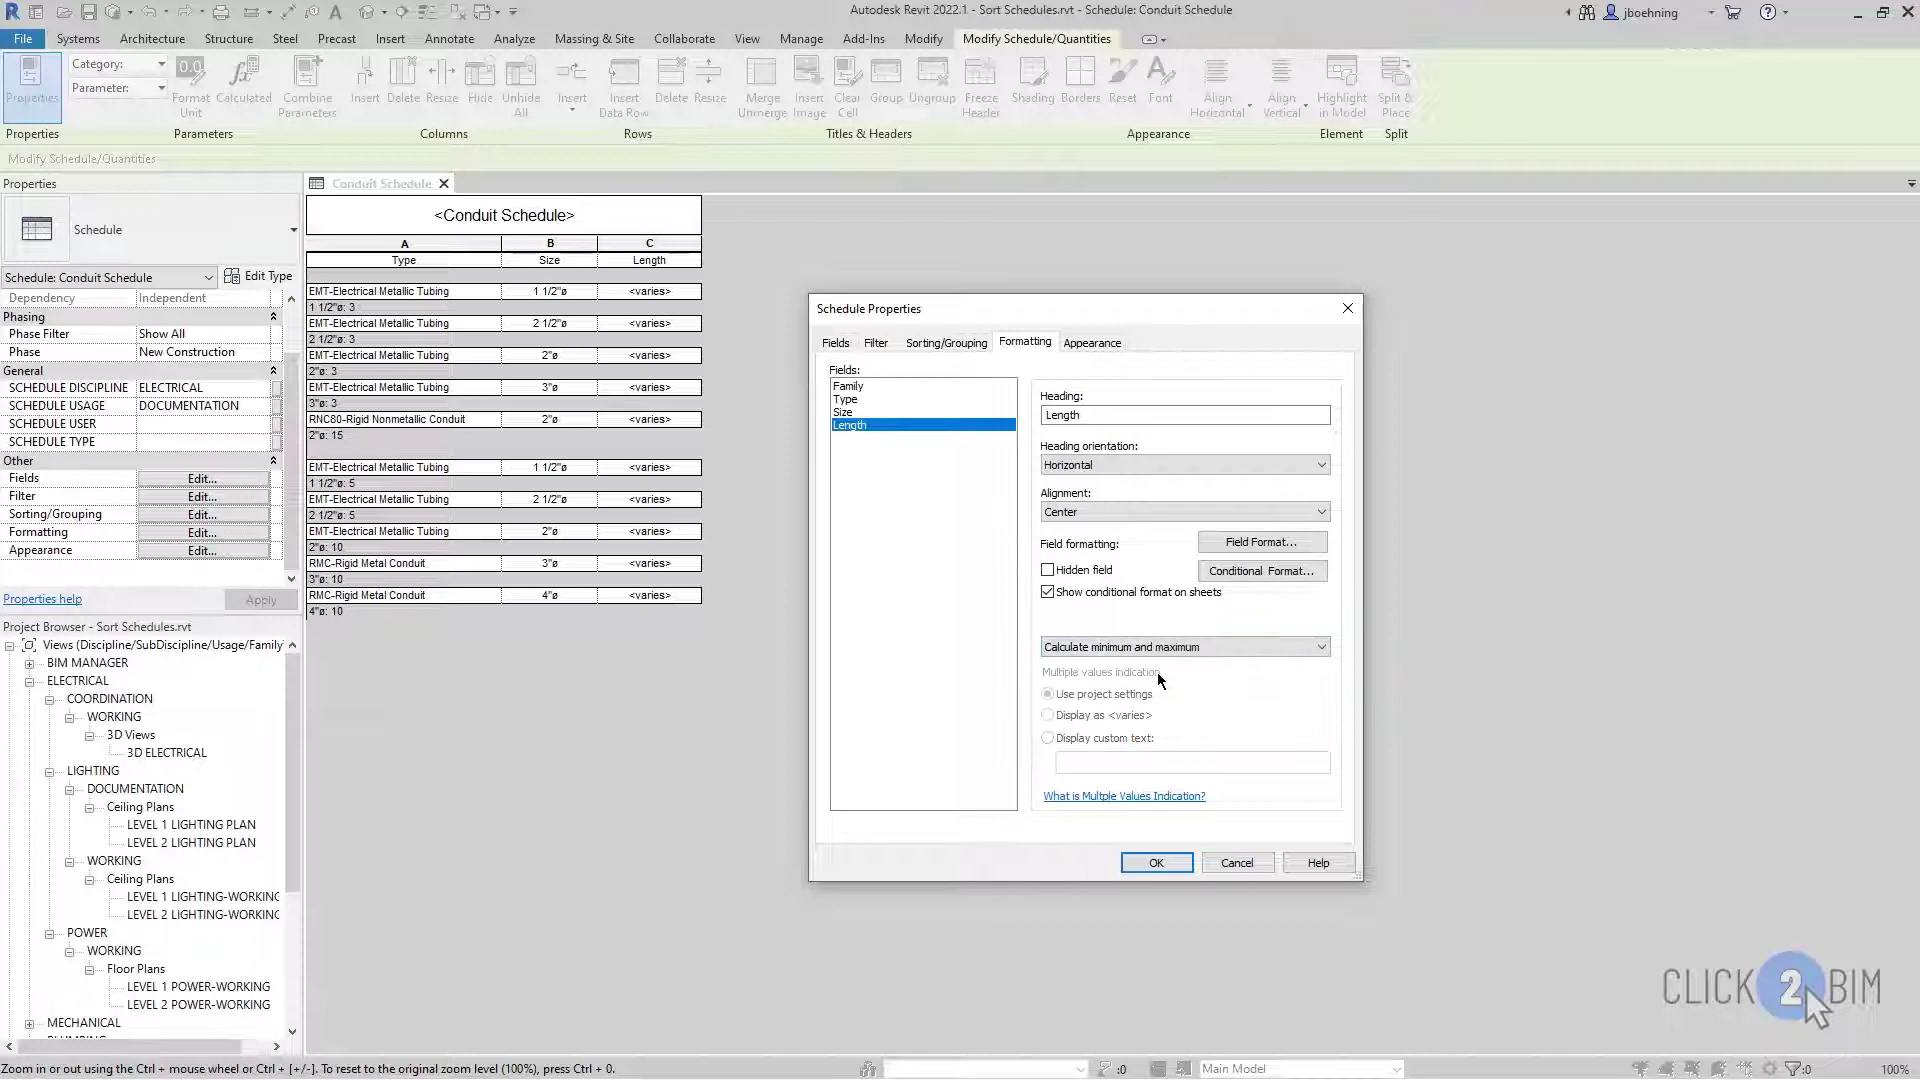 Autodesk Revit 2022.1 - Sort Schedules.rvt - Schedule: Conduit Schedule
jboehning
File Systems Architecture Structure Steel Precast Insert Annotate Analyze Massing & Site Collaborate View Manage Add-Ins Modify Modify Schedule/Quantities
Properties
Category:
Parameter:
Format Unit
Calculated
Combine Parameters
Insert Delete Resize Hide Unhide All
Insert
Insert Data Row
Delete Resize
Merge Unmerge
Insert Image
Clear Cell
Group Ungroup
Freeze Header
Shading Borders Reset Font
Align Horizontal
Align Vertical
Highlight in Model
Split & Place
Properties Parameters Columns Rows Titles & Headers Appearance Element Split
Modify Schedule/Quantities
Properties
Schedule
Schedule: Conduit Schedule
Edit Type
Dependency Independent
Phasing
Phase Filter Show All
Phase New Construction
General
SCHEDULE DISCIPLINE ELECTRICAL
SCHEDULE USAGE DOCUMENTATION
SCHEDULE USER
SCHEDULE TYPE
Other
Fields Edit...
Filter Edit...
Sorting/Grouping Edit...
Formatting Edit...
Appearance Edit...
Properties help
Apply
Project Browser - Sort Schedules.rvt
Views (Discipline/SubDiscipline/Usage/Family
BIM MANAGER
ELECTRICAL
COORDINATION
WORKING
3D Views
3D ELECTRICAL
LIGHTING
DOCUMENTATION
Ceiling Plans
LEVEL 1 LIGHTING PLAN
LEVEL 2 LIGHTING PLAN
WORKING
Ceiling Plans
LEVEL 1 LIGHTING-WORKING
LEVEL 2 LIGHTING-WORKING
POWER
WORKING
Floor Plans
LEVEL 1 POWER-WORKING
LEVEL 2 POWER-WORKING
MECHANICAL
Conduit Schedule
<Conduit Schedule>
A B C
Type Size Length
EMT-Electrical Metallic Tubing 1 1/2"ø <varies>
1 1/2"ø: 3
EMT-Electrical Metallic Tubing 2 1/2"ø <varies>
2 1/2"ø: 3
EMT-Electrical Metallic Tubing 2"ø <varies>
2"ø: 3
EMT-Electrical Metallic Tubing 3"ø <varies>
3"ø: 3
RNC80-Rigid Nonmetallic Conduit 2"ø <varies>
2"ø: 15
EMT-Electrical Metallic Tubing 1 1/2"ø <varies>
1 1/2"ø: 5
EMT-Electrical Metallic Tubing 2 1/2"ø <varies>
2 1/2"ø: 5
EMT-Electrical Metallic Tubing 2"ø <varies>
2"ø: 10
RMC-Rigid Metal Conduit 3"ø <varies>
3"ø: 10
RMC-Rigid Metal Conduit 4"ø <varies>
4"ø: 10
Schedule Properties
Fields Filter Sorting/Grouping Formatting Appearance
Fields:
Family
Type
Size
Length
Heading:
Length
Heading orientation:
Horizontal
Alignment:
Center
Field formatting:
Field Format...
Hidden field
Conditional Format...
Show conditional format on sheets
Calculate minimum and maximum
Multiple values indication
Use project settings
Display as <varies>
Display custom text:
What is Multiple Values Indication?
OK Cancel Help
CLICK 2 BIM
Zoom in or out using the Ctrl + mouse wheel or Ctrl + [+/-]. To reset to the original zoom level (100%), press Ctrl + 0.
:0
Main Model
:0
100%